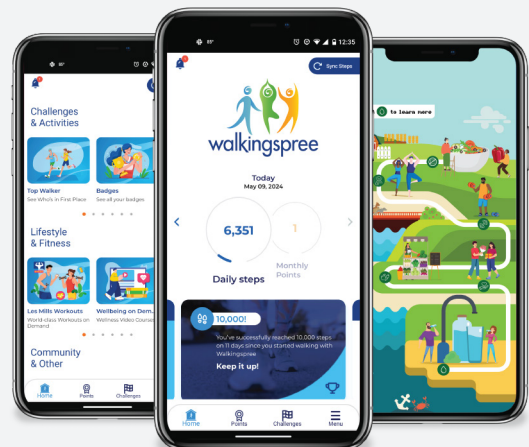 81°
Challenges
& Activities
Top Walker
See Who's in First Place
Badges
See all your badges
Lifestyle
& Fitness
Les Mills Workouts
World-class Workouts on
Demand
Wellbeing on Dem..
Wellness Video Courses
Community
& Other
Home
Points
Challenges
81°
12:35
Sync Steps
walkingspree
Today
May 09, 2024
6,351
Daily steps
1
Monthly
Points
10,000!
You've successfully reached 10,000 steps
on 11 days since you started walking with
Walkingspree
Keep it up!
Home
Points
Challenges
Menu
to learn more